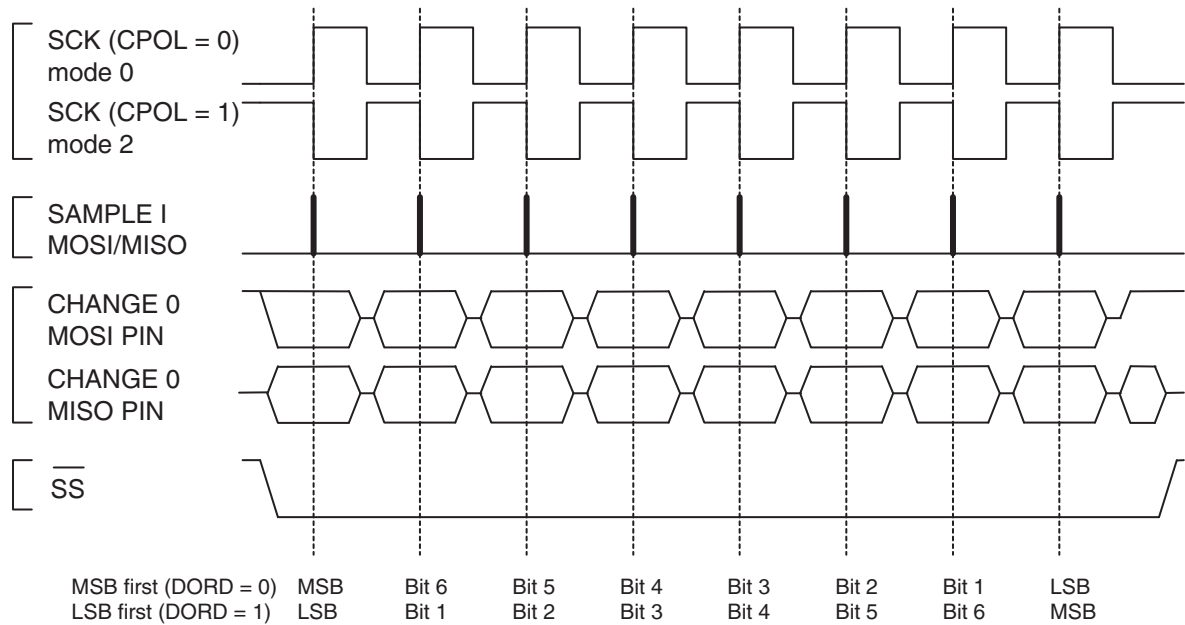 SCK (CPOL = 0)
mode 0
SCK (CPOL = 1)
mode 2
SAMPLE I
MOSI/MISO
CHANGE 0
MOSI PIN
CHANGE 0
MISO PIN
SS
MSB first (DORD = 0) MSB Bit 6 Bit 5 Bit 4 Bit 3 Bit 2 Bit 1 LSB
LSB first (DORD = 1) LSB Bit 1 Bit 2 Bit 3 Bit 4 Bit 5 Bit 6 MSB